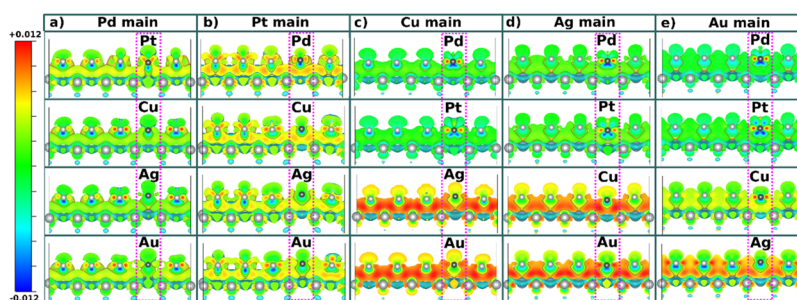 a) Pd main b) Pt main c) Cu main d) Ag main e) Au main
+0.012
Pt Pd Pd Pd Pd
Cu Cu Pt Pt Pt
Ag Ag Ag Cu Cu
Au Au Au Au Ag
-0.012